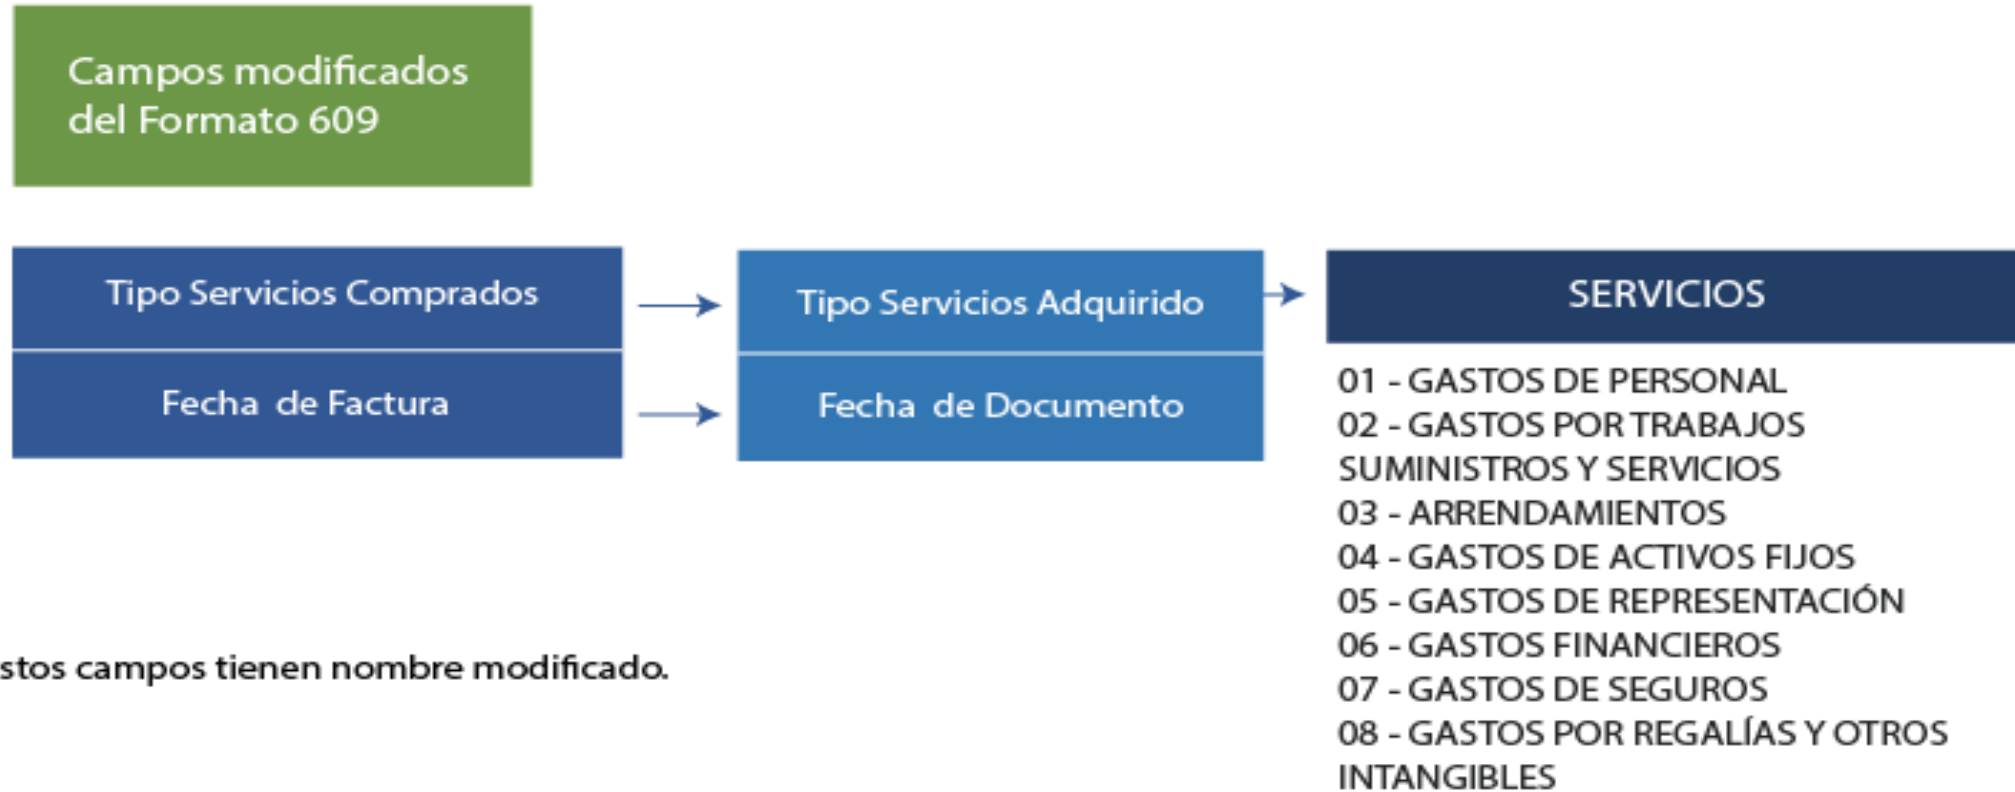 Campos modificados
del Formato 609
Tipo Servicios Comprados
Tipo Servicios Adquirido
SERVICIOS
Fecha de Factura
Fecha de Documento
01 - GASTOS DE PERSONAL
02 - GASTOS POR TRABAJOS
SUMINISTROS Y SERVICIOS
03 - ARRENDAMIENTOS
04 - GASTOS DE ACTIVOS FIJOS
05 - GASTOS DE REPRESENTACIÓN
06 - GASTOS FINANCIEROS
07 - GASTOS DE SEGUROS
08 - GASTOS POR REGALÍAS Y OTROS
INTANGIBLES
stos campos tienen nombre modificado.